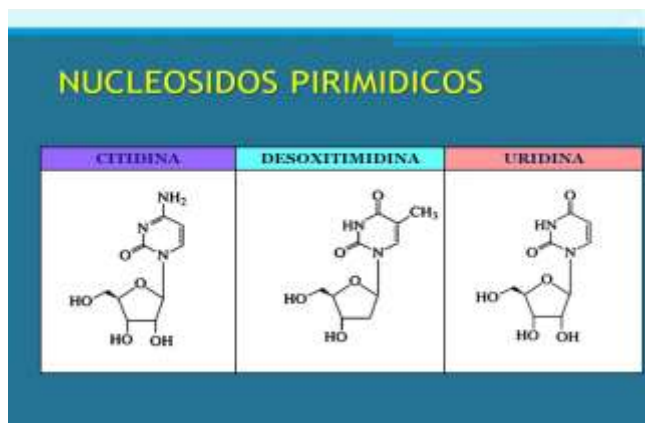 NUCLEOSIDOS PIRIMIDICOS
CITIDINA
DESOXITIMIDINA
URIDINA
NH2
N
O
N
HO
O
HO OH
O
CH3
HN
O
N
HO
O
HO
O
HN
O
N
HO
O
HO OH